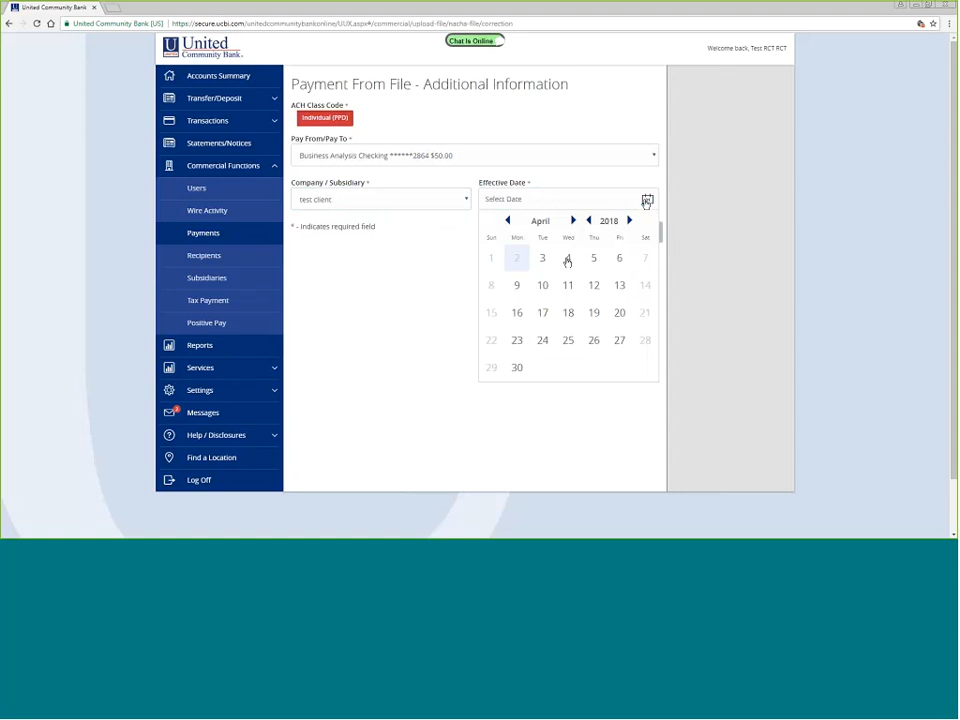 United Community Bank
United Community Bank [US] https://secure.ucbi.com/unitedcommunitybankonline/UUX.aspx#/commercial/upload-file/nacha-file/correction
United
Community Bank
Chat Is Online
Welcome back, Test RCT RCT
Accounts Summary
Transfer/Deposit
Transactions
Statements/Notices
Commercial Functions
Users
Wire Activity
Payments
Recipients
Subsidiaries
Tax Payment
Positive Pay
Reports
Services
Settings
Messages
Help / Disclosures
Find a Location
Log Off
Payment From File - Additional Information
ACH Class Code *
Individual (PPD)
Pay From/Pay To *
Business Analysis Checking ******2864 $50.00
Company / Subsidiary *
test client
* - Indicates required field
Effective Date *
Select Date
April 2018
Sun Mon Tue Wed Thu Fri Sat
1 2 3 4 5 6 7
8 9 10 11 12 13 14
15 16 17 18 19 20 21
22 23 24 25 26 27 28
29 30